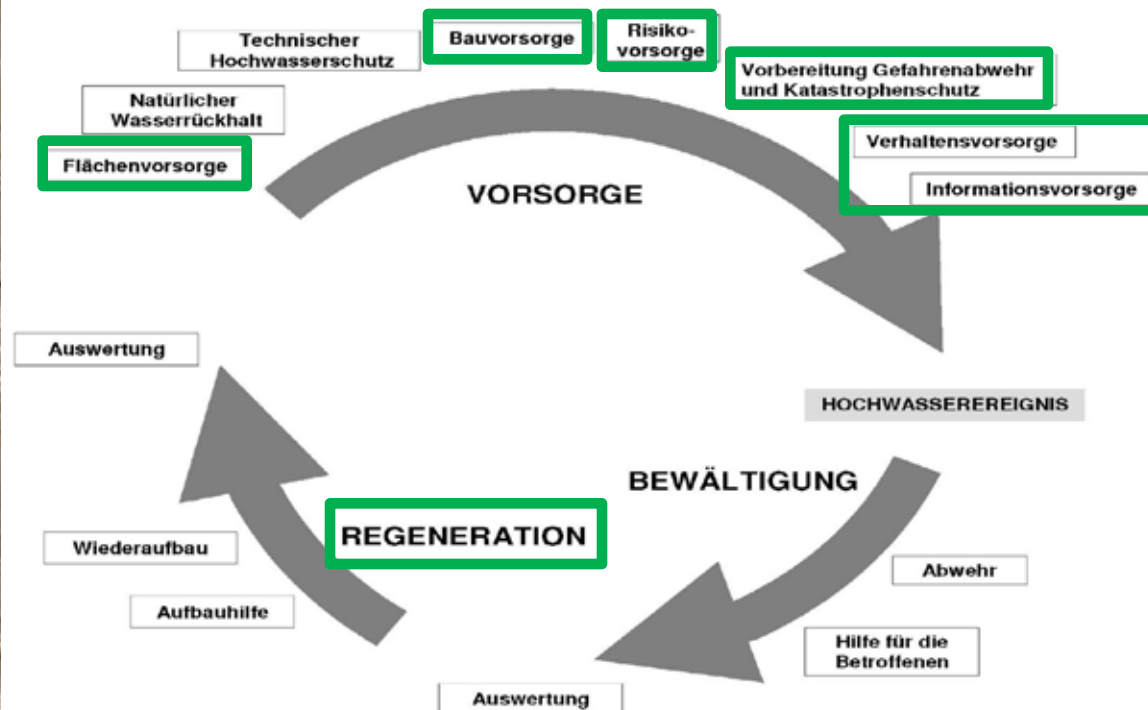 Technischer
Hochwasserschutz
Bauvorsorge
Risiko-
vorsorge
Vorbereitung Gefahrenabwehr
und Katastrophenschutz
Natürlicher
Wasserrückhalt
Verhaltensvorsorge
Flächenvorsorge
Informationsvorsorge
VORSORGE
Auswertung
HOCHWASSEREREIGNIS
BEWÄLTIGUNG
REGENERATION
Wiederaufbau
Abwehr
Aufbauhilfe
Hilfe für die
Betroffenen
Auswertung